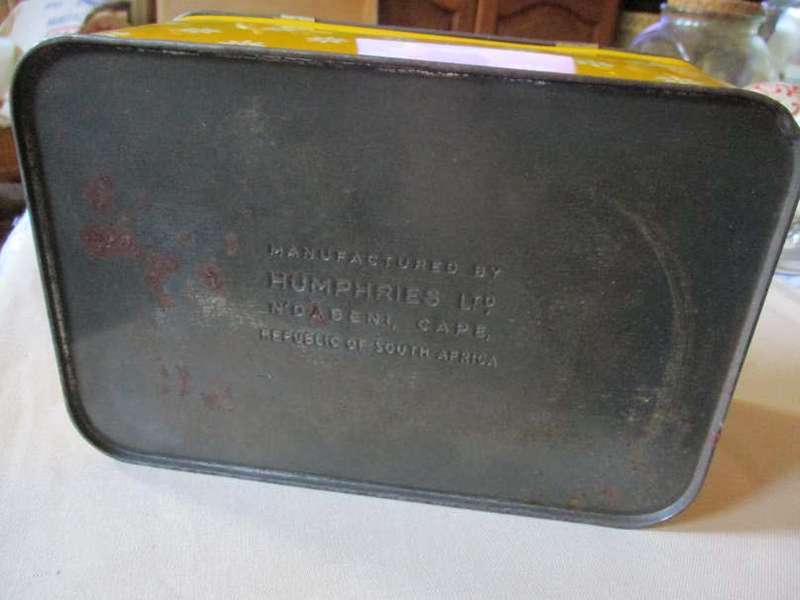 MANUFACTURED BY
HUMPHRIES LTD
N'DABENI, CAPE,
REPUBLIC OF SOUTH AFRICA